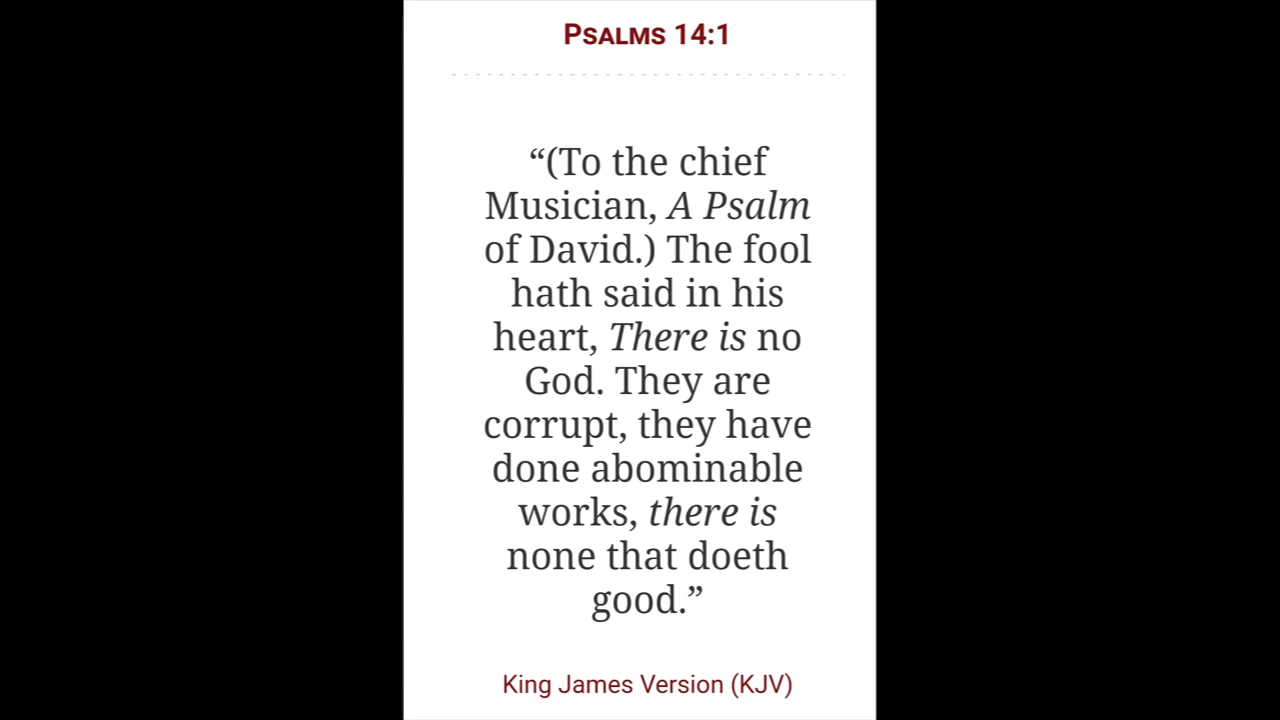 Psalms 14:1
“(To the chief
Musician, A Psalm
of David.) The fool
hath said in his
heart, There is no
God. They are
corrupt, they have
done abominable
works, there is
none that doeth
good.”
King James Version (KJV)